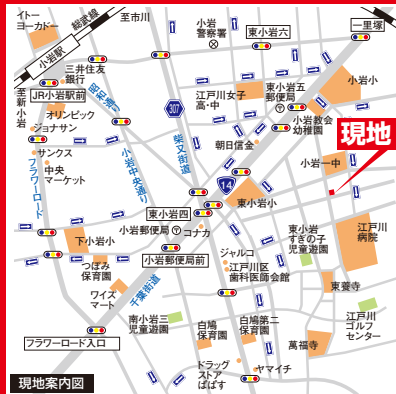 イトー
ヨーカドー
総武線
至市川
小岩
警察署
東小岩六
一里塚
小岩駅
三井住友
銀行
JR小岩駅前
至新小岩
昭和通り
オリンピック
ジョナサン
サンクス
中央
マーケット
フラワーロード
小岩中央通り
307
柴又街道
江戸川女子
高・中
東小岩五
郵便局
小岩教会
幼稚園
小岩小
朝日信金
現地
小岩一中
14
東小岩小
東小岩四
小岩郵便局
コナカ
小岩郵便局前
下小岩小
つぼみ
保育園
ワイズ
マート
千葉街道
ジャルコ
江戸川区
歯科医師会館
東小岩
すぎの子
児童遊園
江戸川
病院
東養寺
南小岩三
児童遊園
白鳩
保育園
白鳩第二
保育園
江戸川
ゴルフ
センター
萬福寺
フラワーロード入口
ドラッグ
ストア
ぱぱす
ヤマイチ
現地案内図